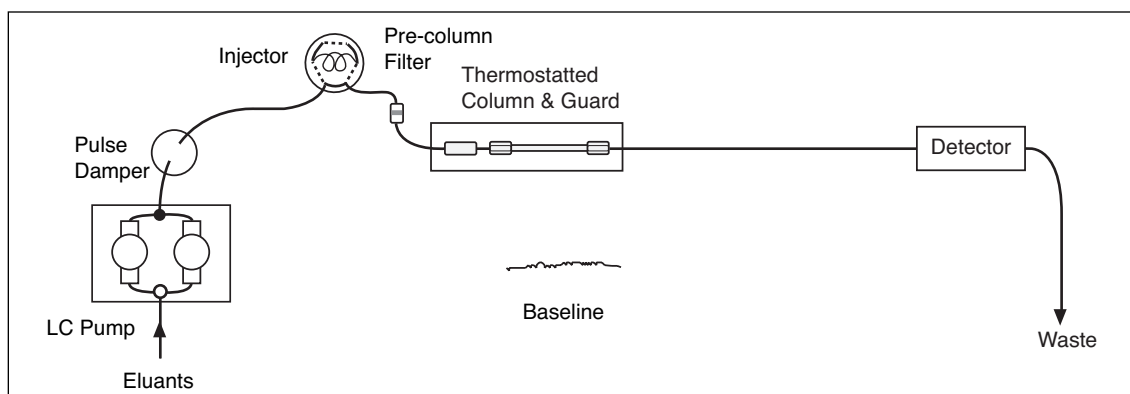 Injector
Pre-column
Filter
Thermostatted
Column & Guard
Pulse
Damper
Detector
Baseline
LC Pump
Waste
Eluants